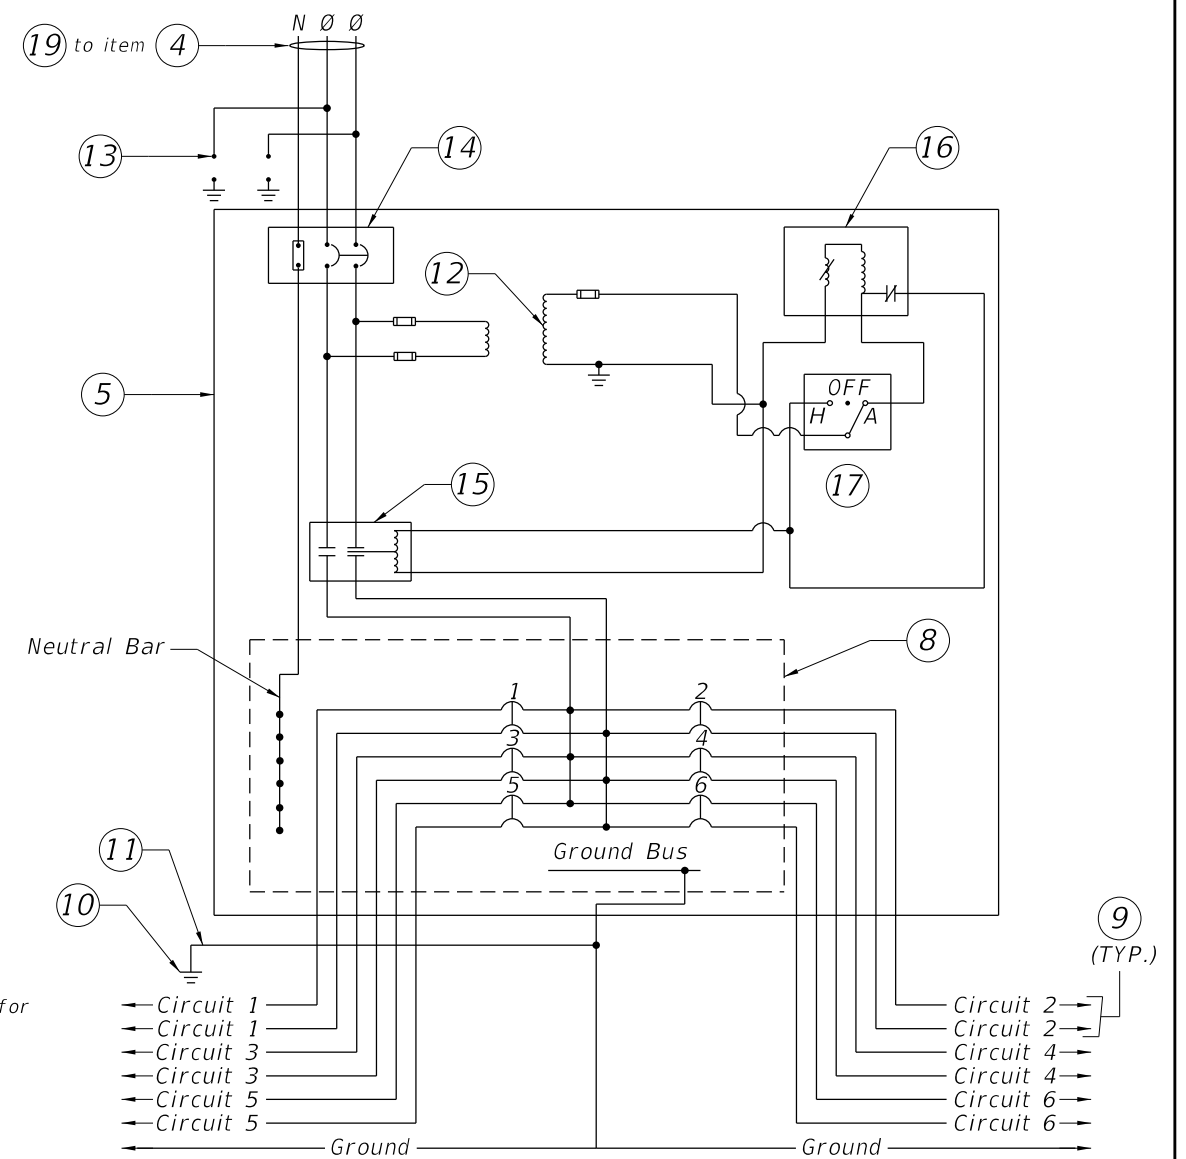 N Ø Ø
19 to item 4
13
14
16
12
5
OFF
H A
17
15
Neutral Bar
8
1 2
3 4
5 6
Ground Bus
11
10
9
(TYP.)
for
Circuit 1 Circuit 2
Circuit 1 Circuit 2
Circuit 3 Circuit 4
Circuit 3 Circuit 4
Circuit 5 Circuit 6
Circuit 5 Circuit 6
Ground Ground